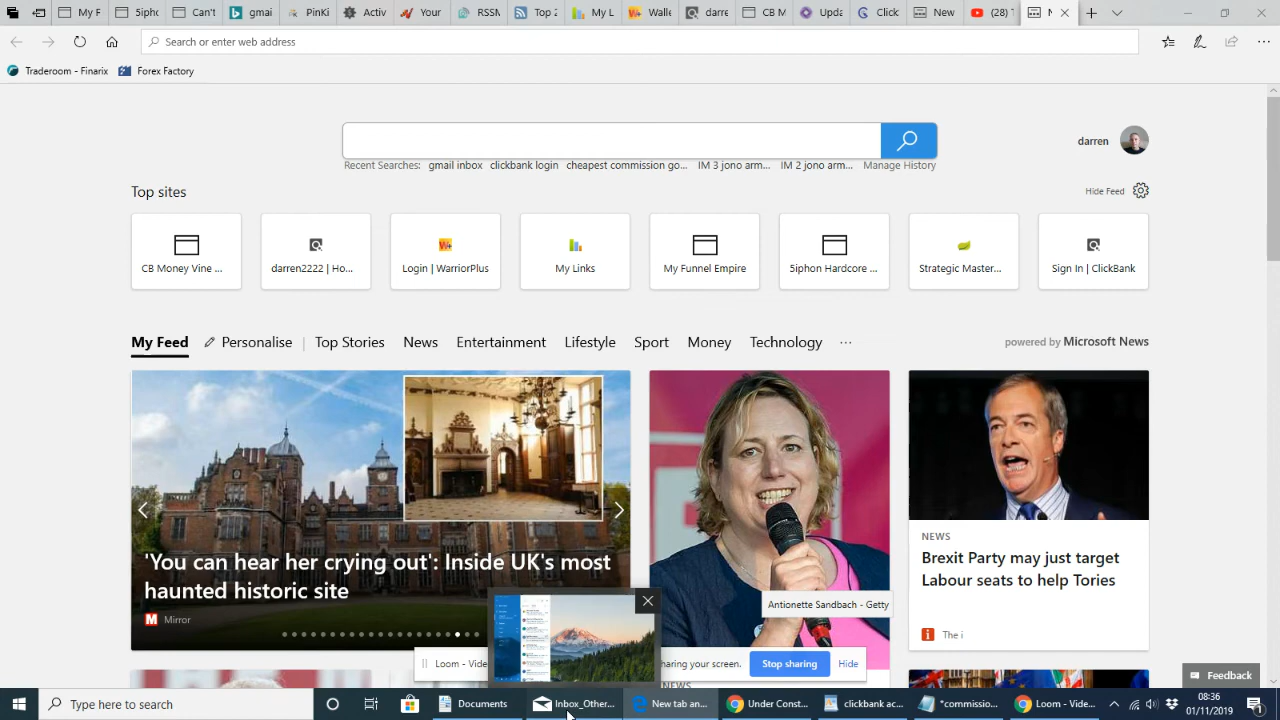 My F
5iph
Can'
gmai
PinKi
Activ
Your
RSSM
Top 2
My L
W+
Walle
darre
CB M
Upda
Click
New
(28) T
N
Search or enter web address
Traderoom - Finarix
Forex Factory
darren
Recent Searches: gmail inbox clickbank login cheapest commission go... IM 3 jono arm... IM 2 jono arm... Manage History
Top sites
Hide Feed
CB Money Vine ...
darren2222 | Ho...
W+
Login | WarriorPlus
My Links
My Funnel Empire
5iphon Hardcore ...
Strategic Master...
Sign In | ClickBank
My Feed
Personalise
Top Stories
News
Entertainment
Lifestyle
Sport
Money
Technology
...
powered by Microsoft News
'You can hear her crying out': Inside UK's most
haunted historic site
M Mirror
Antionette Sandbach - Getty
NEWS
NEWS
Brexit Party may just target
Labour seats to help Tories
i The i
Loom - Vide
haring your screen.
Stop sharing
Hide
Feedback
Type here to search
Documents
Inbox_Other...
New tab an...
Under Const...
clickbank ac...
*commissio...
Loom - Vide...
08:36
01/11/2019
1